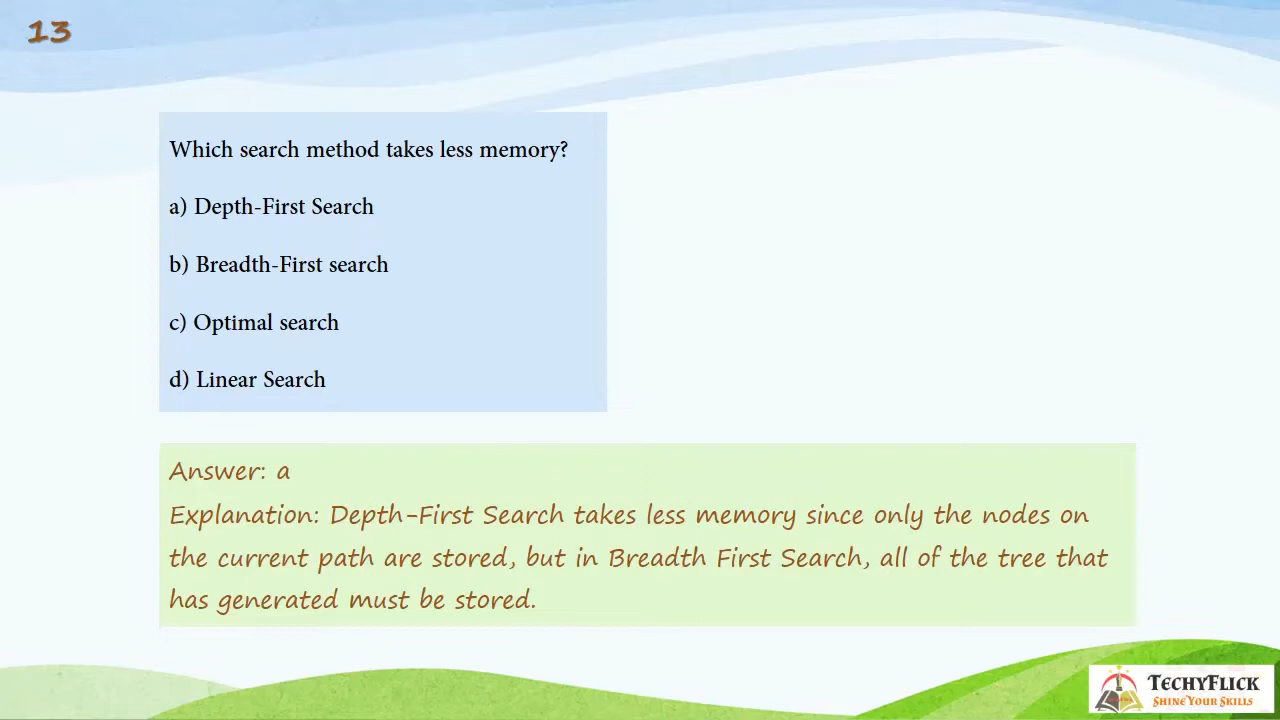 13
Which search method takes less memory?
a) Depth-First Search
b) Breadth-First search
c) Optimal search
d) Linear Search
Answer: a
Explanation: Depth-First Search takes less memory since only the nodes on
the current path are stored, but in Breadth First Search, all of the tree that
has generated must be stored.
TECHYFLICK
SHINE YOUR SKILLS